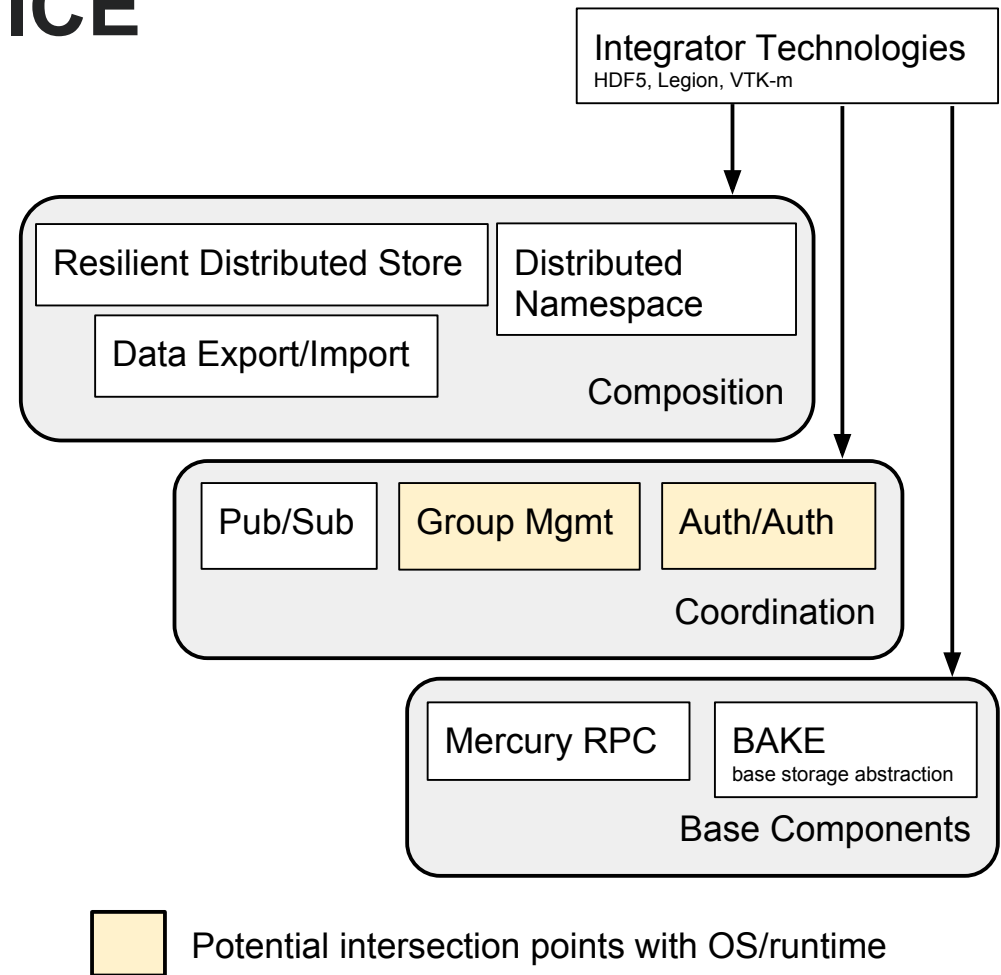 ICE
Integrator Technologies
HDF5, Legion, VTK-m
Resilient Distributed Store
Distributed
Namespace
Data Export/Import
Composition
Pub/Sub
Group Mgmt
Auth/Auth
Coordination
Mercury RPC
BAKE
base storage abstraction
Base Components
Potential intersection points with OS/runtime